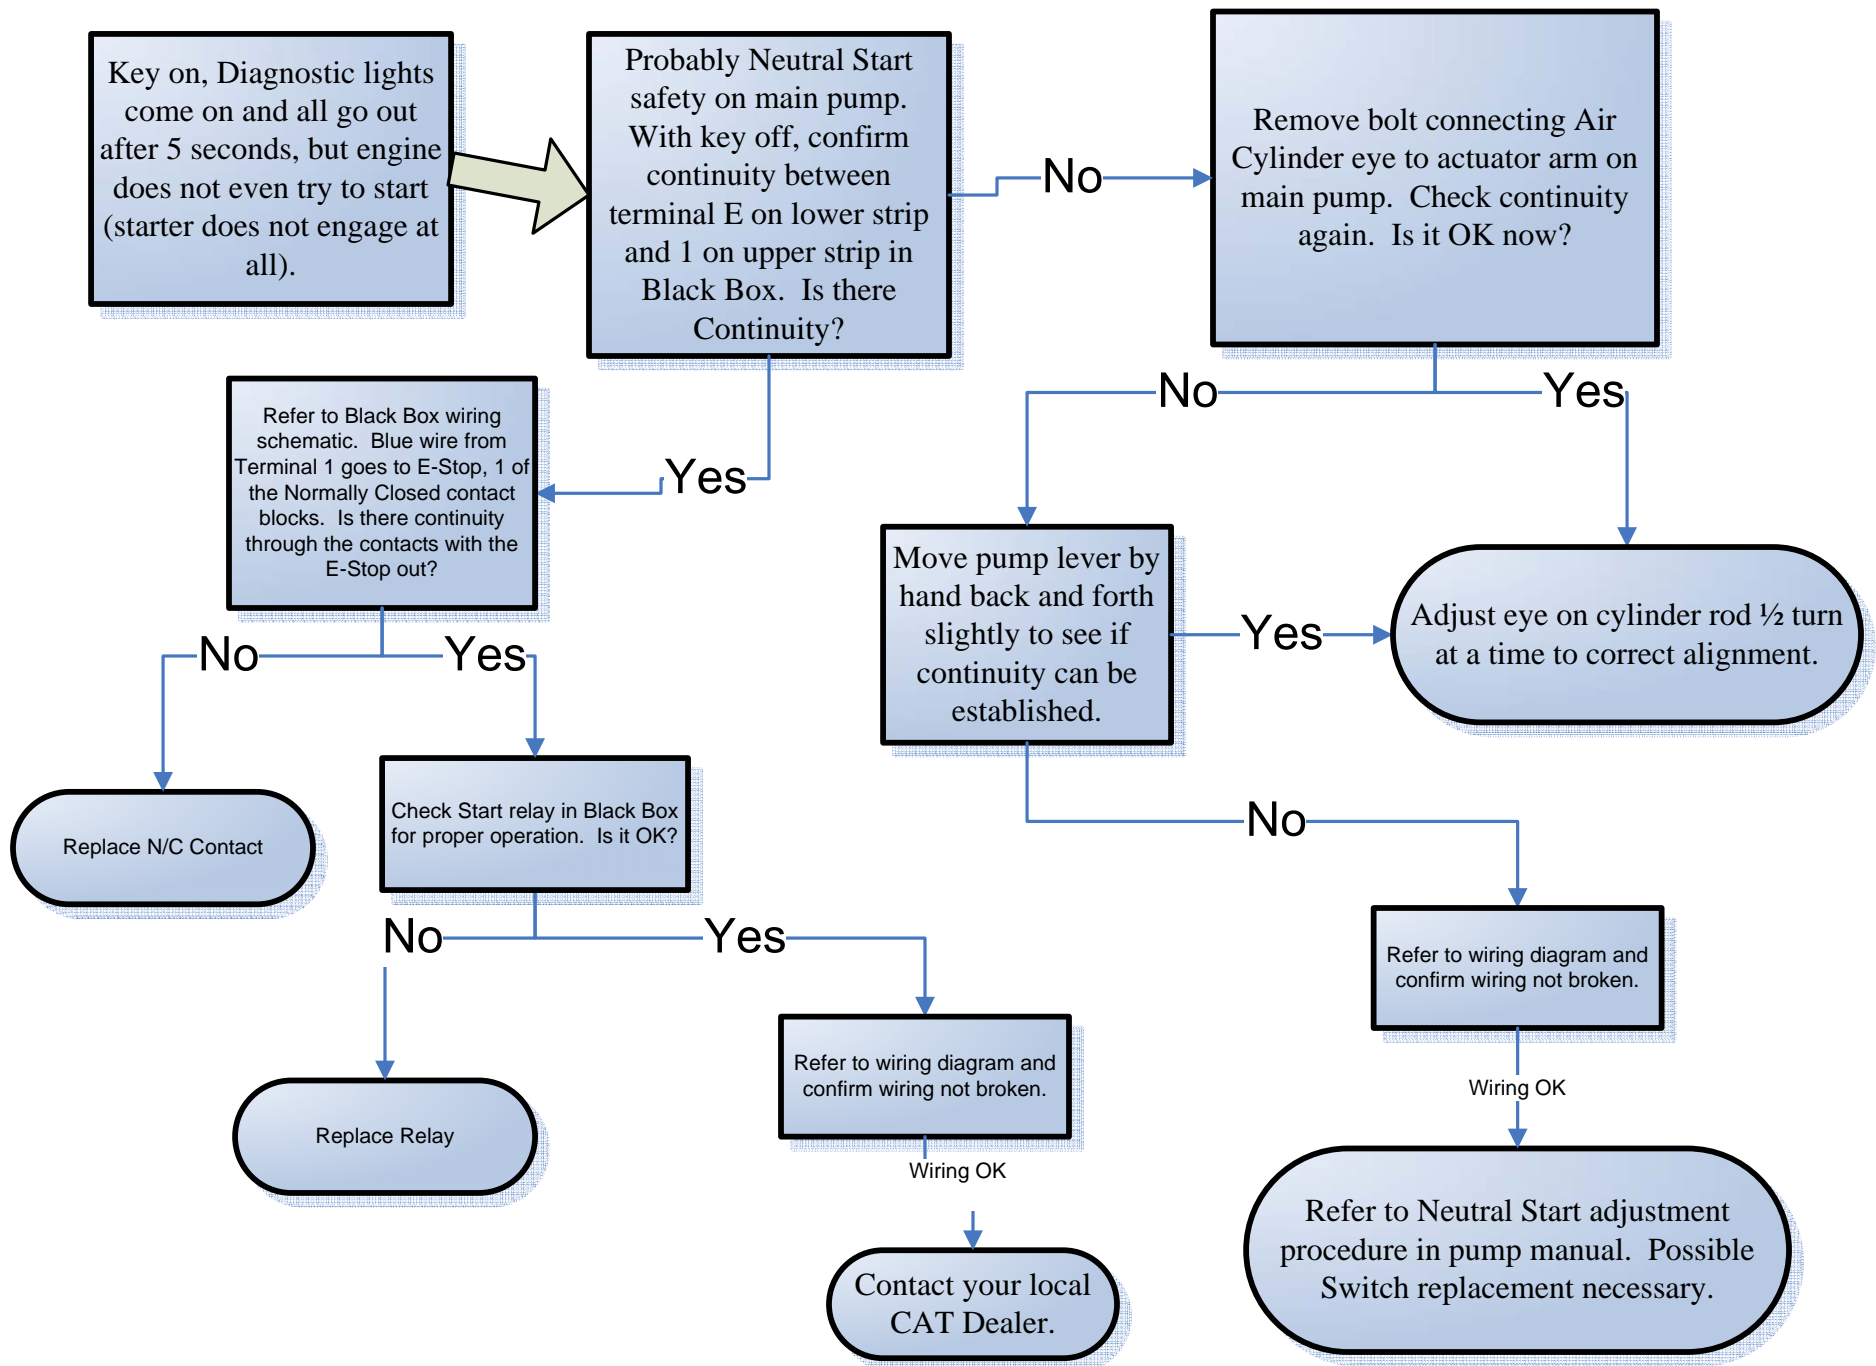 Key on, Diagnostic lights
come on and all go out
after 5 seconds, but engine
does not even try to start
(starter does not engage at
all).
Probably Neutral Start
safety on main pump.
With key off, confirm
continuity between
terminal E on lower strip
and 1 on upper strip in
Black Box.  Is there
Continuity?
No
Remove bolt connecting Air
Cylinder eye to actuator arm on
main pump.  Check continuity
again.  Is it OK now?
No
Yes
Refer to Black Box wiring
schematic.  Blue wire from
Terminal 1 goes to E-Stop, 1 of
the Normally Closed contact
blocks.  Is there continuity
through the contacts with the
E-Stop out?
Yes
Move pump lever by
hand back and forth
slightly to see if
continuity can be
established.
Yes
Adjust eye on cylinder rod ½ turn
at a time to correct alignment.
No
Yes
Replace N/C Contact
Check Start relay in Black Box
for proper operation.  Is it OK?
No
No
Yes
Refer to wiring diagram and
confirm wiring not broken.
Refer to wiring diagram and
confirm wiring not broken.
Wiring OK
Replace Relay
Wiring OK
Refer to Neutral Start adjustment
procedure in pump manual.  Possible
Switch replacement necessary.
Contact your local
CAT Dealer.